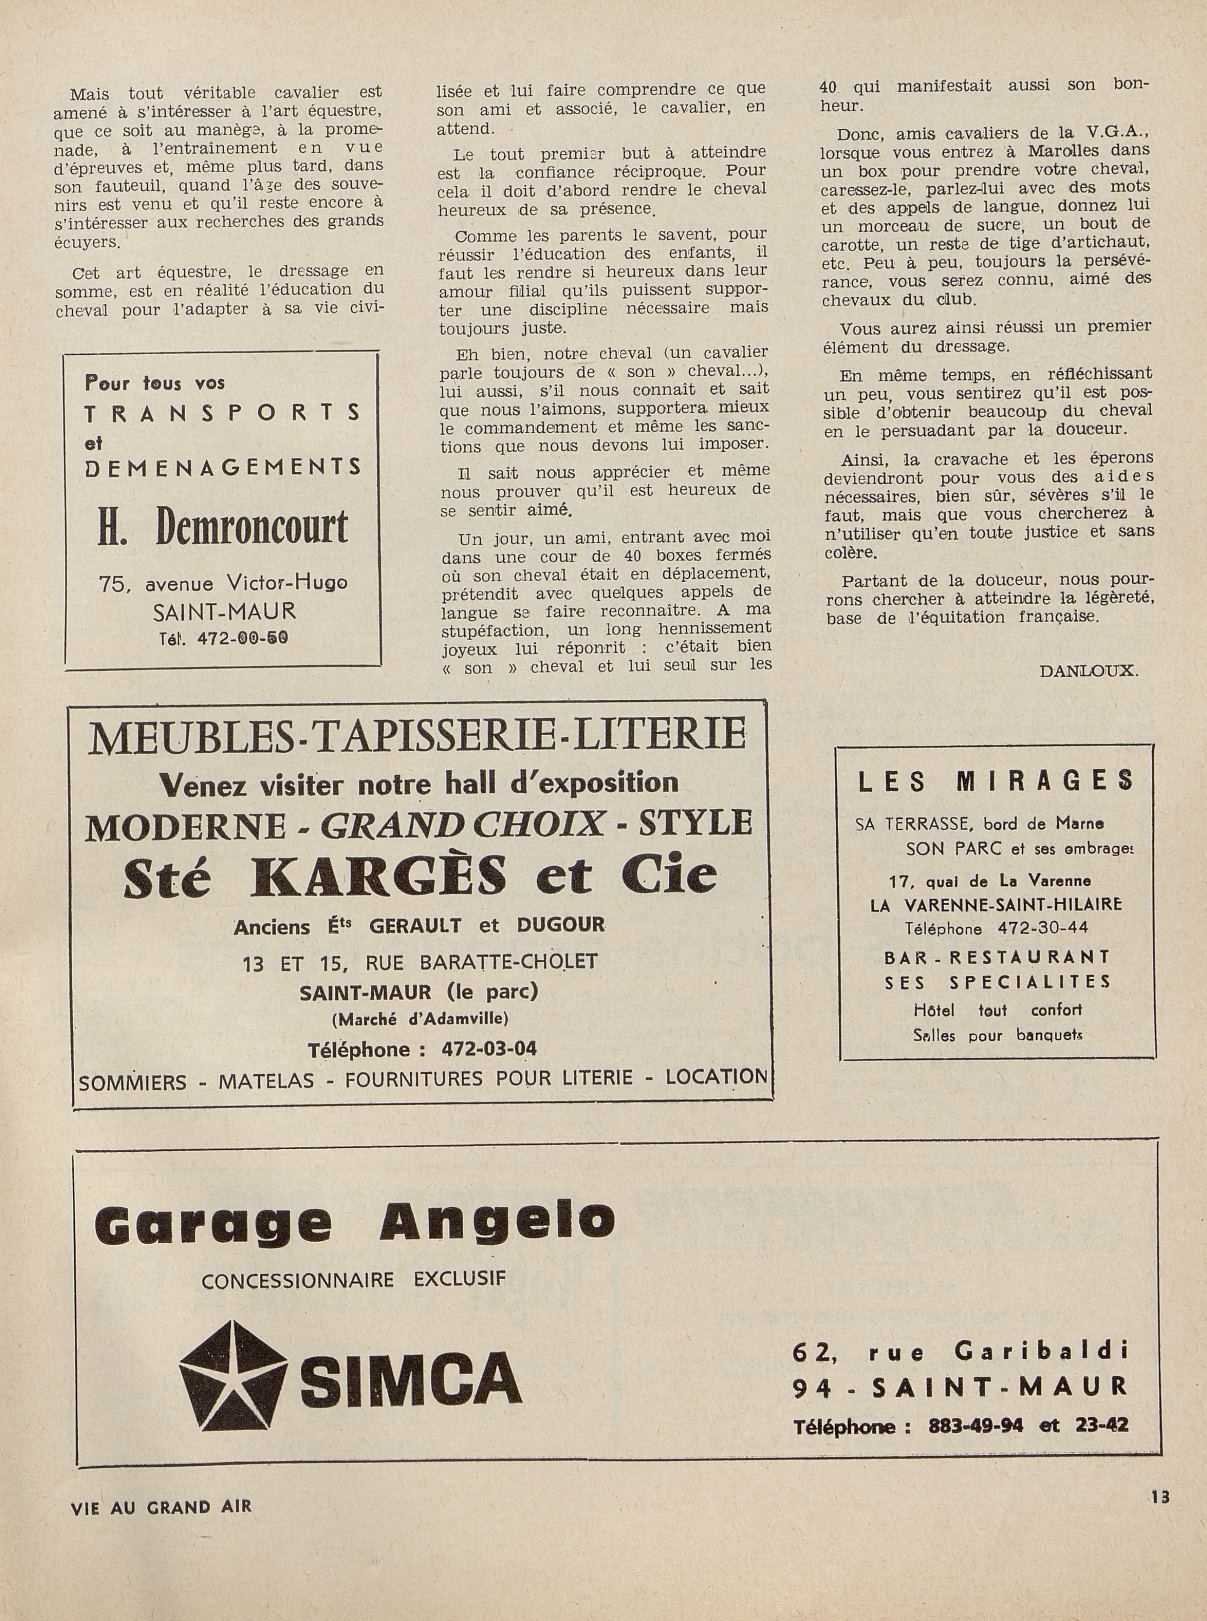 Mais tout véritable cavalier est
amené à s'intéresser à l'art équestre,
que ce soit au manège, à la prome-
nade, à l'entrainement en vue
d'épreuves et, même plus tard, dans
son fauteuil, quand l'âge des souve-
nirs est venu et qu'il reste encore à
s'intéresser aux recherches des grands
écuyers.
Cet art équestre, le dressage en
somme, est en réalité l'éducation du
cheval pour l'adapter à sa vie civi-
lisée et lui faire comprendre ce que
son ami et associé, le cavalier, en
attend.
Le tout premier but à atteindre
est la confiance réciproque. Pour
cela il doit d'abord rendre le cheval
heureux de sa présence.
Comme les parents le savent, pour
réussir l'éducation des enfants, il
faut les rendre si heureux dans leur
amour filial qu'ils puissent suppor-
ter une discipline nécessaire mais
toujours juste.
Eh bien, notre cheval (un cavalier
parle toujours de « son » cheval...),
lui aussi, s'il nous connait et sait
que nous l'aimons, supportera mieux
le commandement et même les sanc-
tions que nous devons lui imposer.
Il sait nous apprécier et même
nous prouver qu'il est heureux de
se sentir aimé.
Un jour, un ami, entrant avec moi
dans une cour de 40 boxes fermés
où son cheval était en déplacement,
prétendit avec quelques appels de
langue se faire reconnaitre. A ma
stupéfaction, un long hennissement
joyeux lui réponrit : c'était bien
« son » cheval et lui seul sur les
40 qui manifestait aussi son bon-
heur.
Donc, amis cavaliers de la V.G.A.,
lorsque vous entrez à Marolles dans
un box pour prendre votre cheval,
caressez-le, parlez-lui avec des mots
et des appels de langue, donnez lui
un morceau de sucre, un bout de
carotte, un reste de tige d'artichaut,
etc. Peu à peu, toujours la persévé-
rance, vous serez connu, aimé des
chevaux du club.
Vous aurez ainsi réussi un premier
élément du dressage.
En même temps, en réfléchissant
un peu, vous sentirez qu'il est pos-
sible d'obtenir beaucoup du cheval
en le persuadant par la douceur.
Ainsi, la cravache et les éperons
deviendront pour vous des aides
nécessaires, bien sûr, sévères s'il le
faut, mais que vous chercherez à
n'utiliser qu'en toute justice et sans
colère.
Partant de la douceur, nous pour-
rons chercher à atteindre la légèreté,
base de l'équitation française.
DANLOUX.
Pour tous vos
TRANSPORTS
et
DEMENAGEMENTS
H. Demroncourt
75, avenue Victor-Hugo
SAINT-MAUR
Tél. 472-00-50
MEUBLES-TAPISSERIE-LITERIE
Venez visiter notre hall d'exposition
MODERNE - GRAND CHOIX - STYLE
Sté KARGÈS et Cie
Anciens Éts GERAULT et DUGOUR
13 ET 15, RUE BARATTE-CHOLET
SAINT-MAUR (le parc)
(Marché d'Adamville)
Téléphone : 472-03-04
SOMMIERS - MATELAS - FOURNITURES POUR LITERIE - LOCATION
LES MIRAGES
SA TERRASSE, bord de Marne
SON PARC et ses ombrages
17, quai de La Varenne
LA VARENNE-SAINT-HILAIRE
Téléphone 472-30-44
BAR - RESTAURANT
SES SPECIALITES
Hôtel tout confort
Salles pour banquets
Garage Angelo
CONCESSIONNAIRE EXCLUSIF
SIMCA
62, rue Garibaldi
94 - SAINT-MAUR
Téléphone : 883-49-94 et 23-42
VIE AU GRAND AIR
13